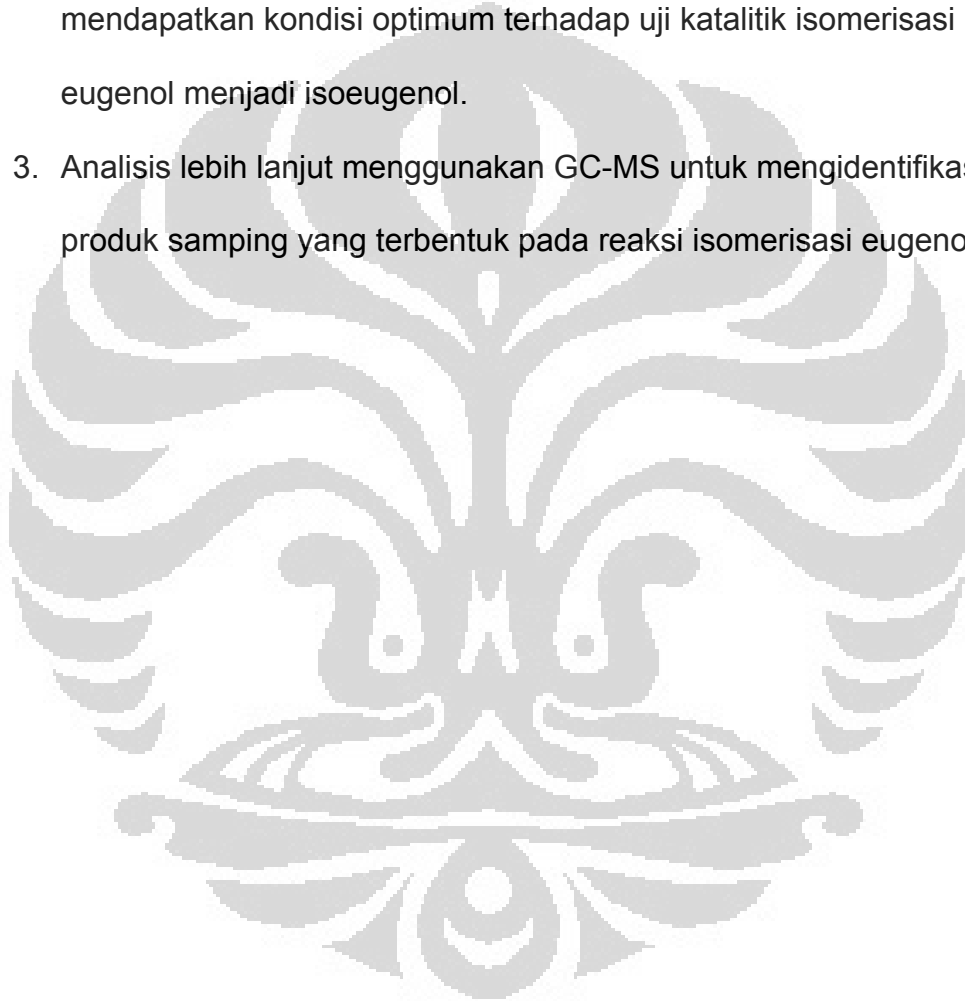 mendapatkan kondisi optimum terhadap uji katalitik isomerisasi
eugenol menjadi isoeugenol.
3. Analisis lebih lanjut menggunakan GC-MS untuk mengidentifikas
produk samping yang terbentuk pada reaksi isomerisasi eugeno